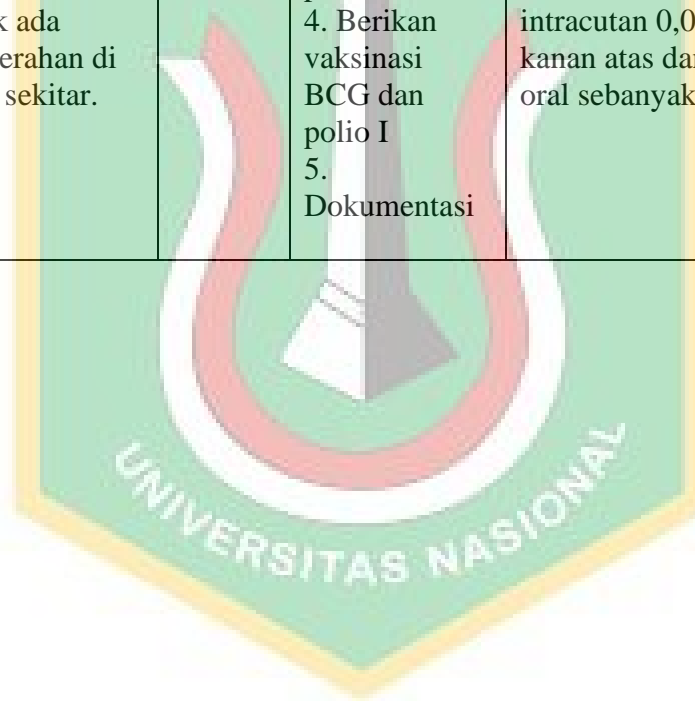 ada
erahan di
sekitar.
4. Berikan
vaksinasi
BCG dan
polio I
5.
Dokumentasi
intracutan 0,0
kanan atas dan
oral sebanyak
UNIVERSITAS NASIONAL